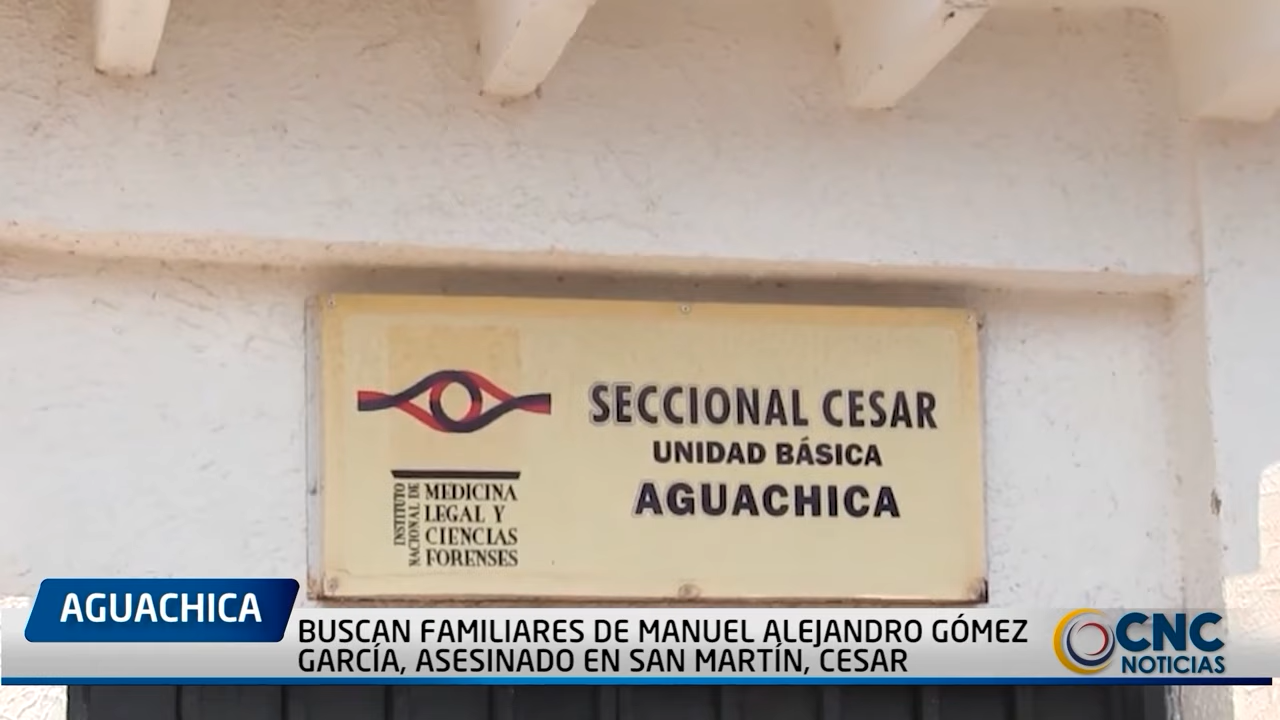 SECCIONAL CESAR
UNIDAD BÁSICA
AGUACHICA
INSTITUTO
NACIONAL DE
MEDICINA
LEGAL Y
CIENCIAS
FORENSES
AGUACHICA
BUSCAN FAMILIARES DE MANUEL ALEJANDRO GÓMEZ
GARCÍA, ASESINADO EN SAN MARTÍN, CESAR
CNC
NOTICIAS